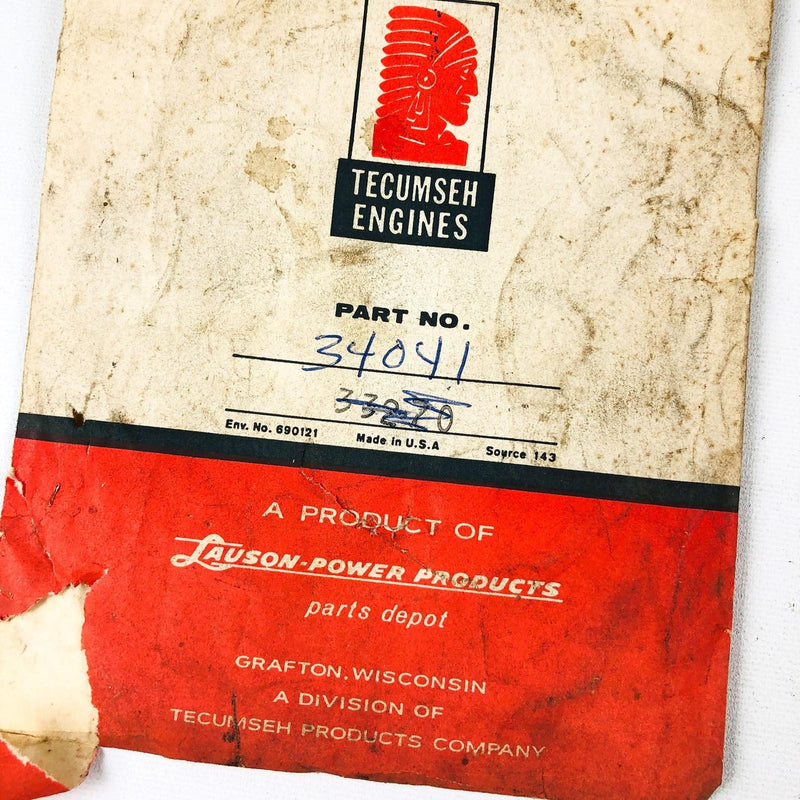 TECUMSEH
ENGINES
PART NO.
34041
33270
Env. No. 690121 Made in U.S.A Source 143
A PRODUCT OF
LAUSON-POWER PRODUCTS
parts depot
GRAFTON, WISCONSIN
A DIVISION OF
TECUMSEH PRODUCTS COMPANY